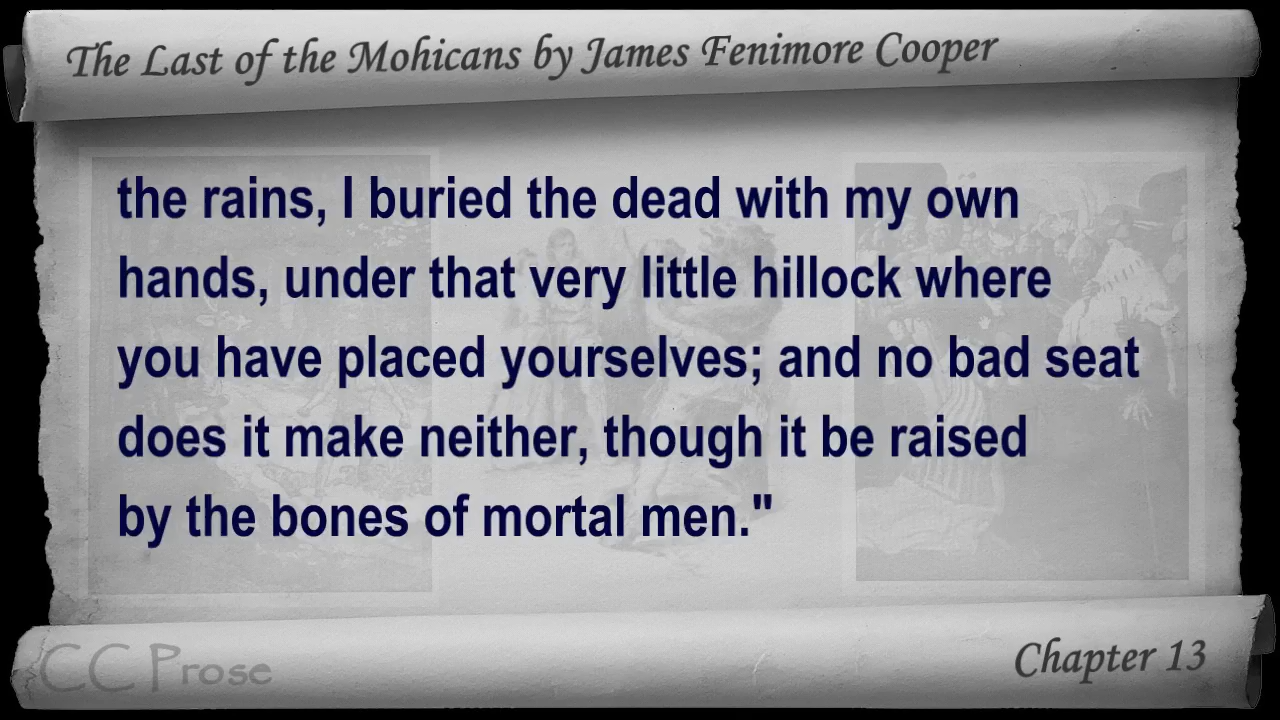 The Last of the Mohicans by James Fenimore Cooper
the rains, I buried the dead with my own
hands, under that very little hillock where
you have placed yourselves; and no bad seat
does it make neither, though it be raised
by the bones of mortal men."
CC Prose
Chapter 13